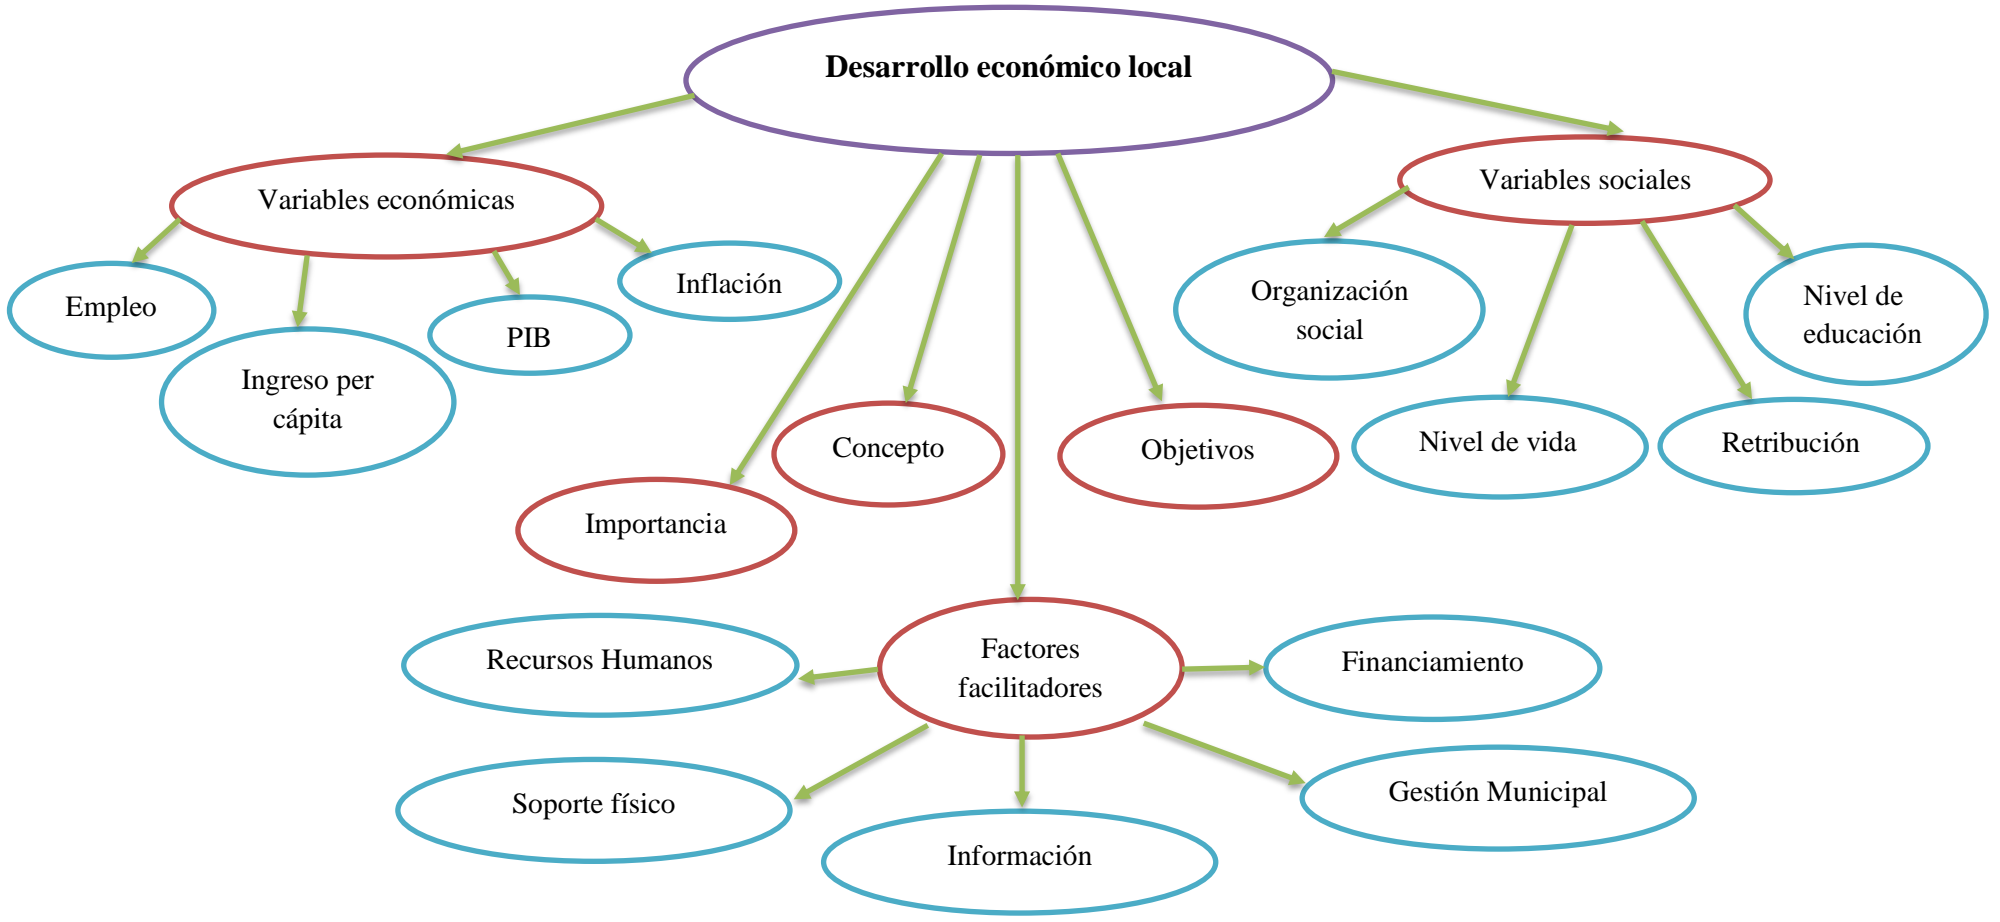 Desarrollo económico local
Variables económicas
Empleo
Ingreso per
cápita
PIB
Inflación
Importancia
Concepto
Objetivos
Variables sociales
Organización
social
Nivel de vida
Retribución
Nivel de
educación
Factores
facilitadores
Recursos Humanos
Soporte físico
Información
Gestión Municipal
Financiamiento